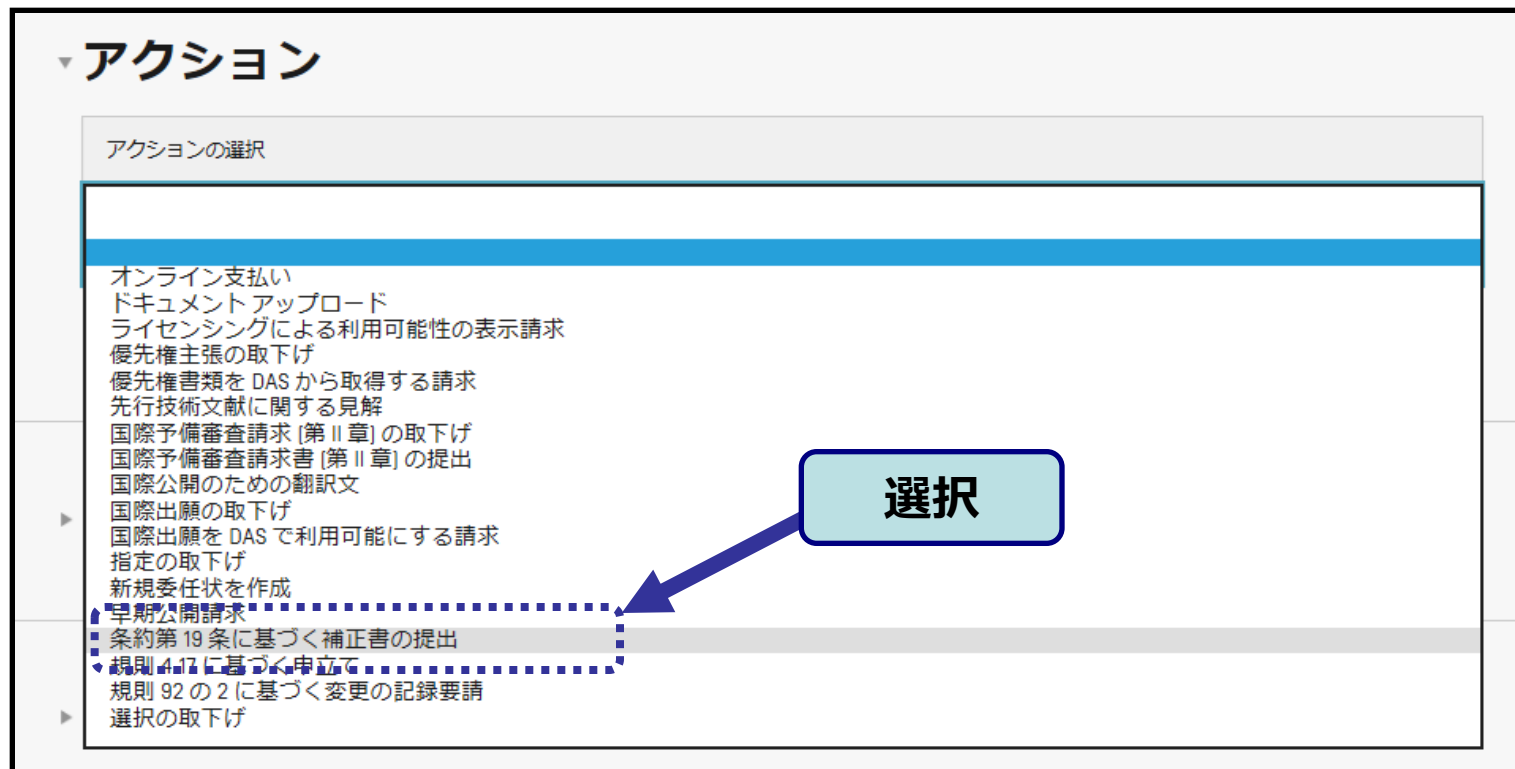 アクション
アクションの選択
オンライン支払い
ドキュメント アップロード
ライセンシングによる利用可能性の表示請求
優先権主張の取下げ
優先権書類を DAS から取得する請求
先行技術文献に関する見解
国際予備審査請求 (第 II 章) の取下げ
国際予備審査請求書 (第 II 章) の提出
国際公開のための翻訳文
国際出願の取下げ
国際出願を DAS で利用可能にする請求
指定の取下げ
新規委任状を作成
早期公開請求
条約第 19 条に基づく補正書の提出
規則 4.17 に基づく申立て
規則 92 の 2 に基づく変更の記録要請
選択の取下げ
選択